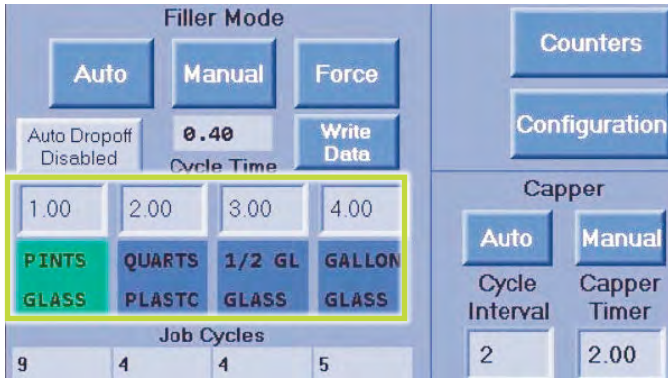 Filler Mode
Auto Manual Force
Auto Dropoff
Disabled
0.40
Cycle Time
Write
Data
1.00 2.00 3.00 4.00
PINTS QUARTS 1/2 GL GALLON
GLASS PLASTC GLASS GLASS
Job Cycles
9 4 4 5
Counters
Configuration
Capper
Auto Manual
Cycle
Interval
Capper
Timer
2 2.00